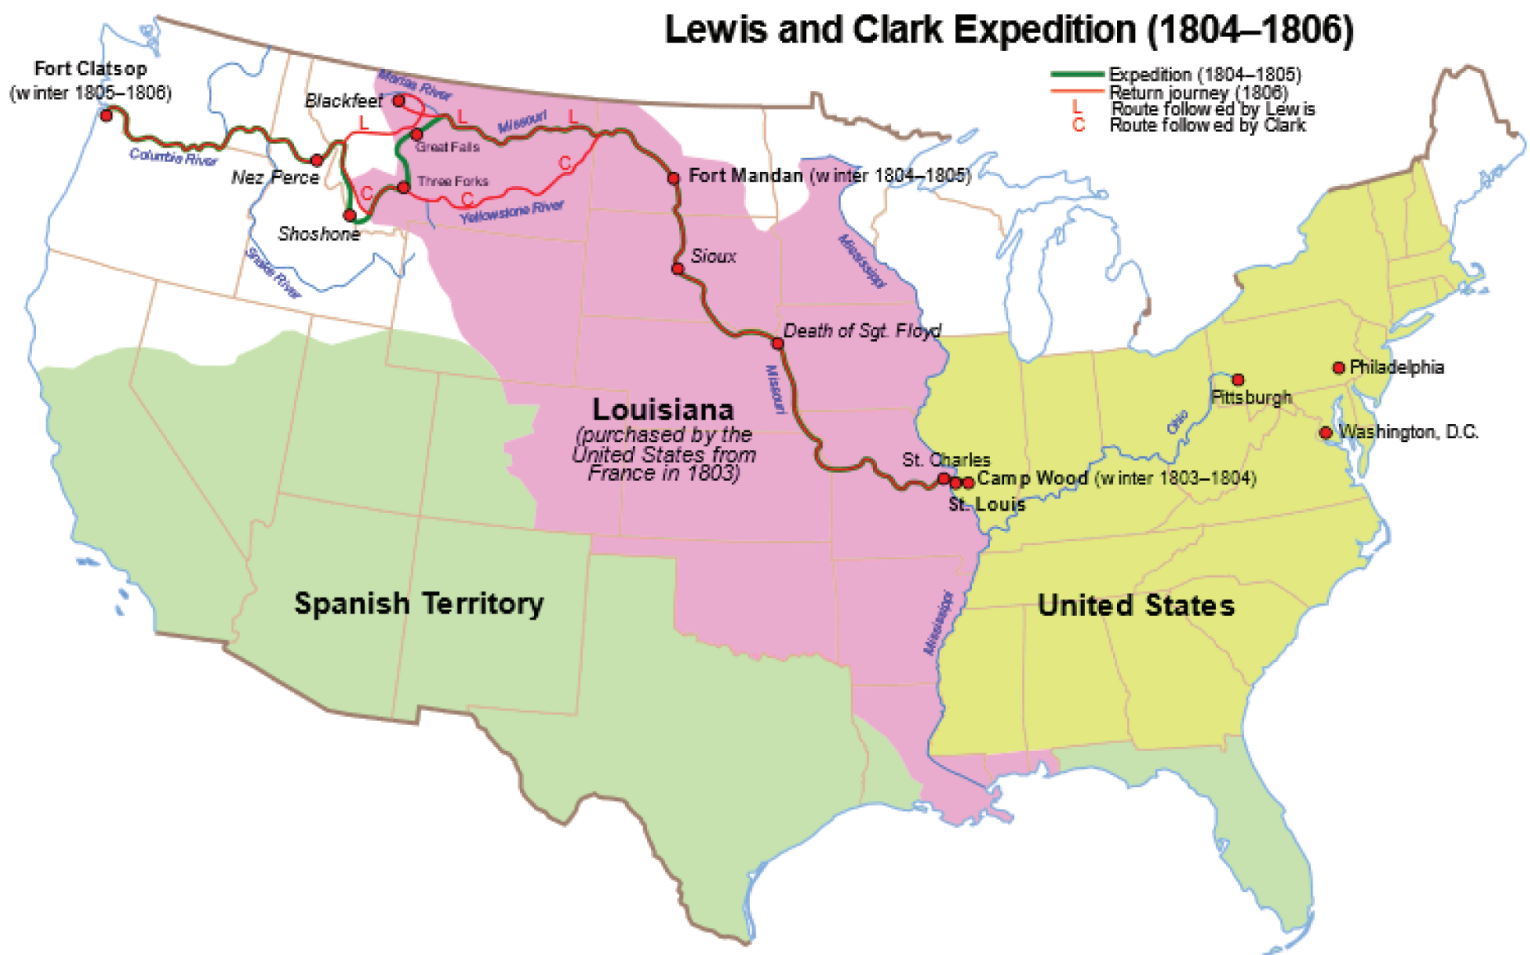 Lewis and Clark Expedition (1804–1806)
Expedition (1804–1805)
Return journey (1806)
L Route followed by Lewis
C Route followed by Clark
Fort Clatsop
(winter 1805–1806)
Marias River
Blackfeet
L
L
Missouri
L
Great Falls
Columbia River
Nez Perce
C
Three Forks
C
C
Yellowstone River
Fort Mandan (winter 1804–1805)
Shoshone
Snake River
Sioux
Mississippi
Death of Sgt. Floyd
Missouri
Louisiana
(purchased by the
United States from
France in 1803)
Philadelphia
Pittsburgh
Ohio
Washington, D.C.
St. Charles
Camp Wood (winter 1803–1804)
St. Louis
Spanish Territory
Mississippi
United States